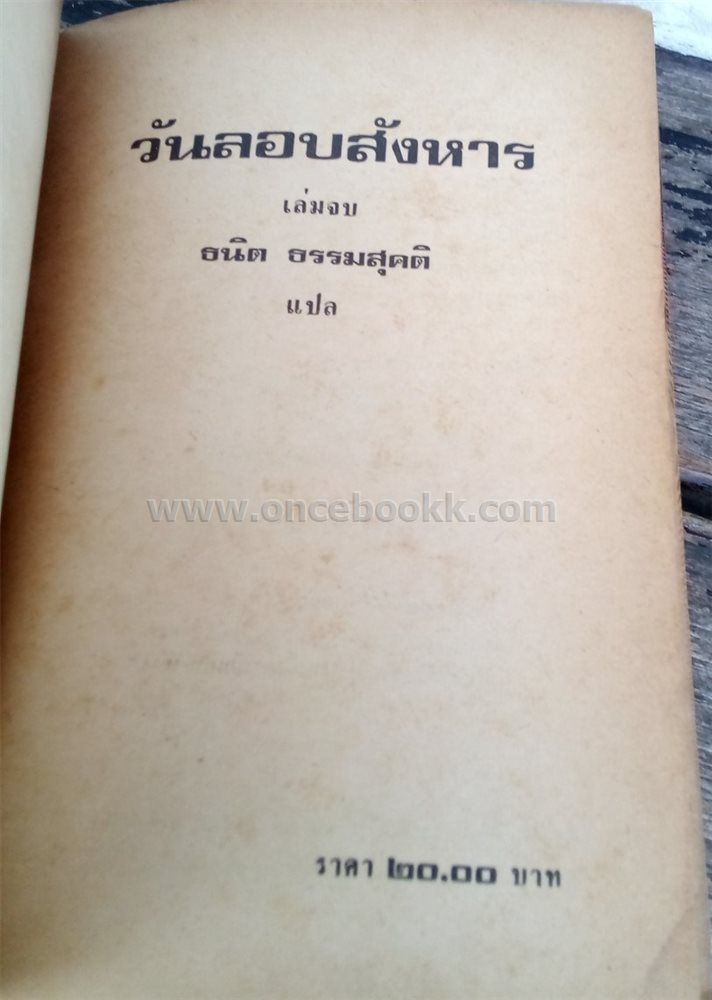 วันลอบสังหาร
เล่มจบ
ธนิต ธรรมสุคติ
แปล
www.oncebookk.com
ราคา ๒๐.๐๐ บาท